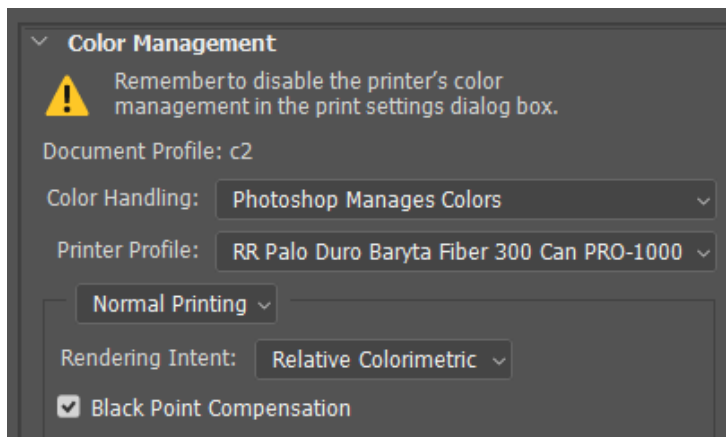 Color Management
Remember to disable the printer's color
management in the print settings dialog box.
Document Profile: c2
Color Handling: Photoshop Manages Colors
Printer Profile: RR Palo Duro Baryta Fiber 300 Can PRO-1000
Normal Printing
Rendering Intent: Relative Colorimetric
Black Point Compensation